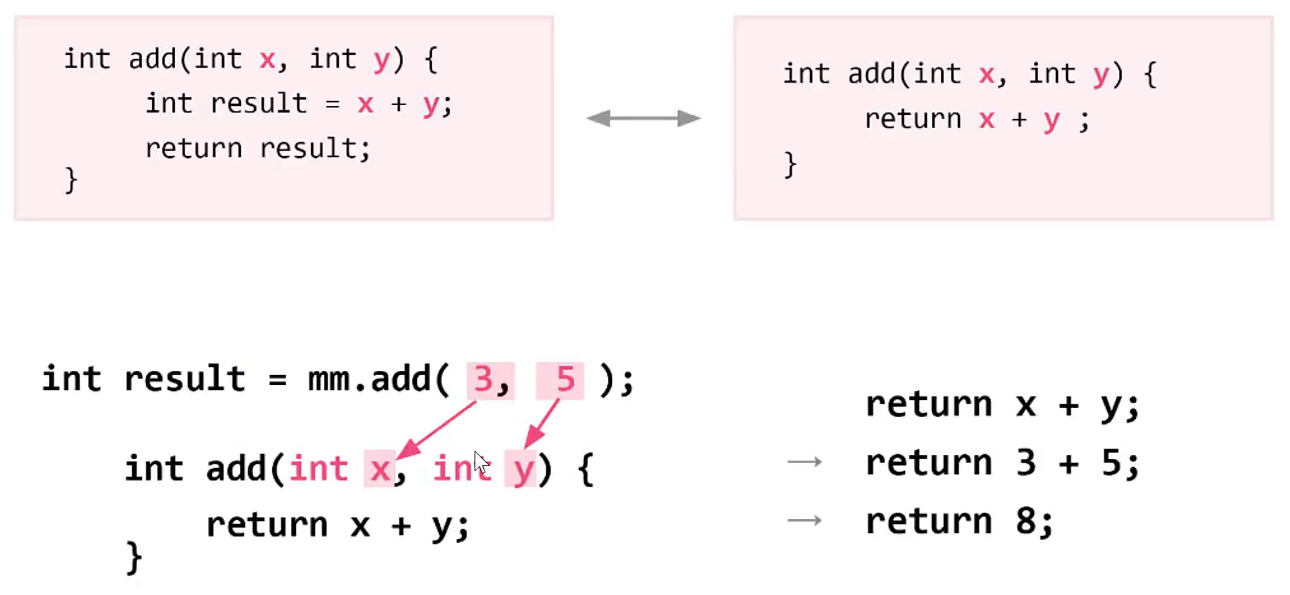 int add(int x, int y) {
int result = x + y;
return result;
}
int add(int x, int y) {
return x + y ;
}
int result = mm.add( 3, 5 );
int add(int x, int y) {
return x + y;
}
return x + y;
→ return 3 + 5;
→ return 8;